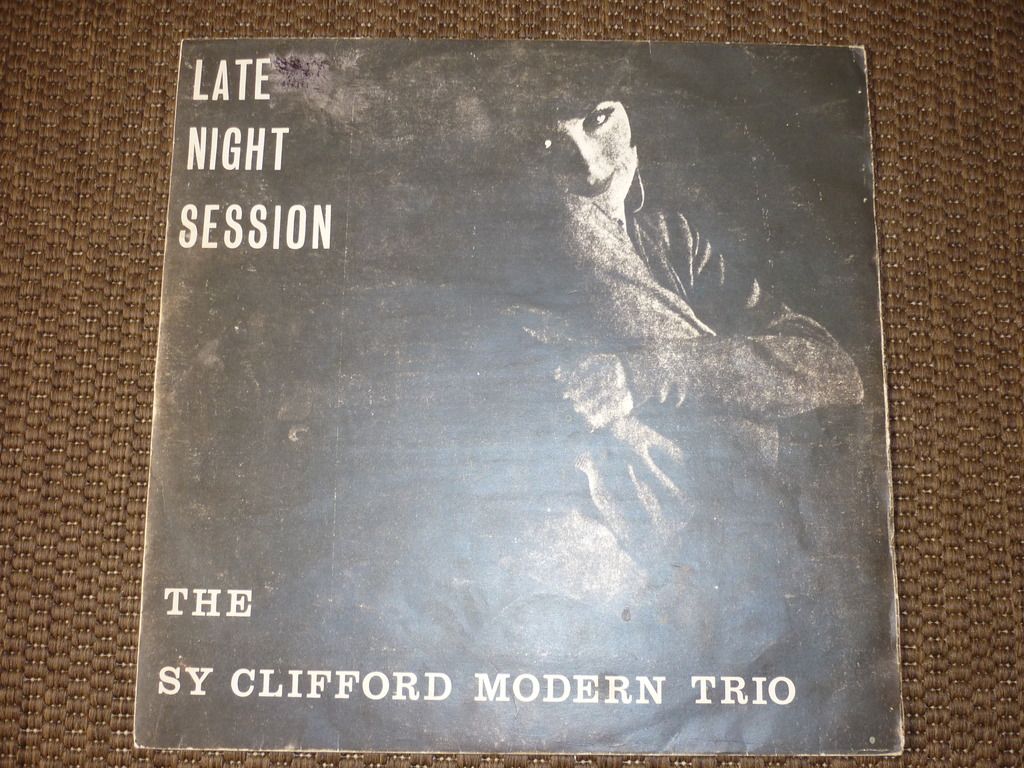 LATE
NIGHT
SESSION
THE
SY CLIFFORD MODERN TRIO